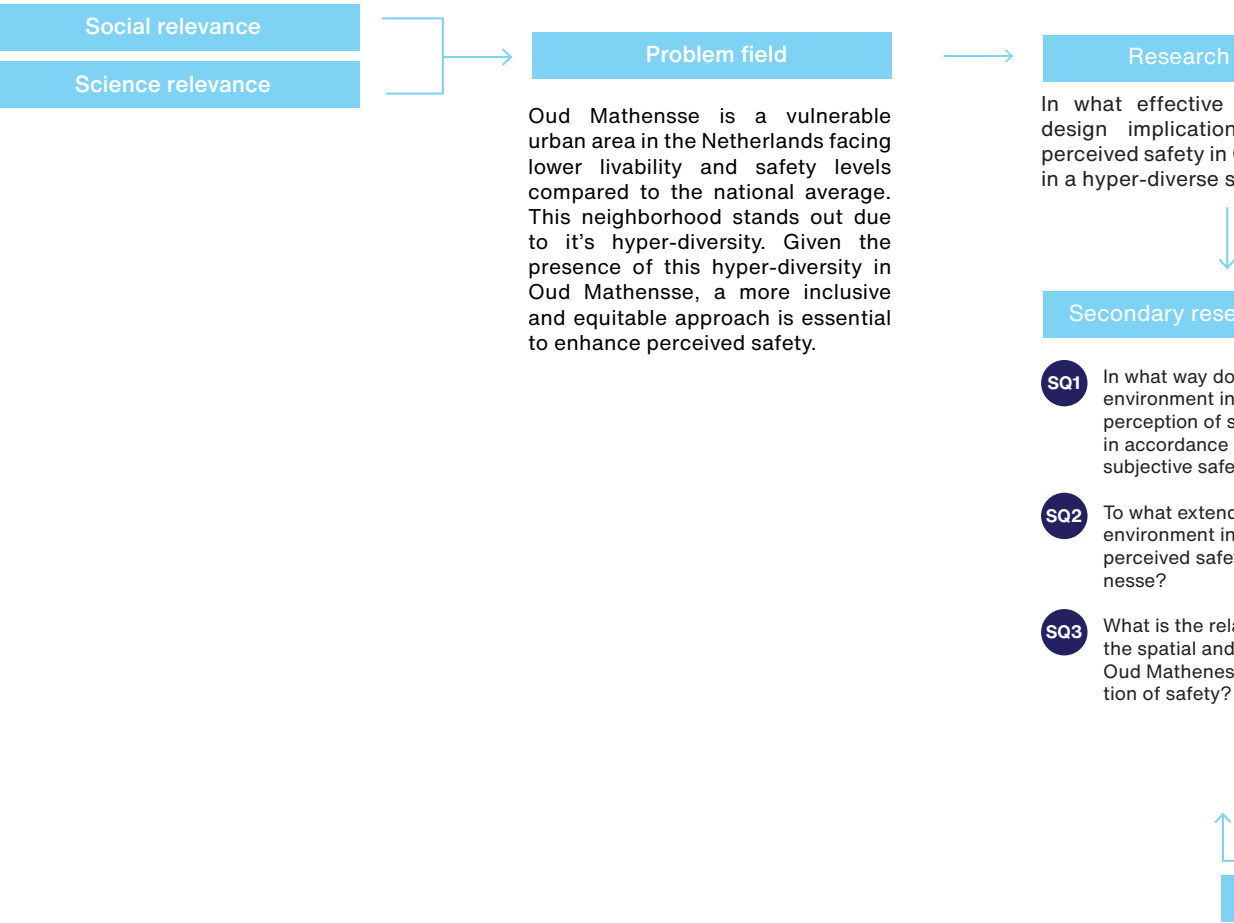 Social relevance
Science relevance
Problem field
Oud Mathensse is a vulnerable
urban area in the Netherlands facing
lower livability and safety levels
compared to the national average.
This neighborhood stands out due
to it's hyper-diversity. Given the
presence of this hyper-diversity in
Oud Mathensse, a more inclusive
and equitable approach is essential
to enhance perceived safety.
Research
In what effective
design implication
perceived safety in
in a hyper-diverse s
Secondary rese
SQ1
In what way do
environment in
perception of s
in accordance
subjective safe
SQ2
To what extend
environment in
perceived safe
nesse?
SQ3
What is the rela
the spatial and
Oud Mathenes
tion of safety?